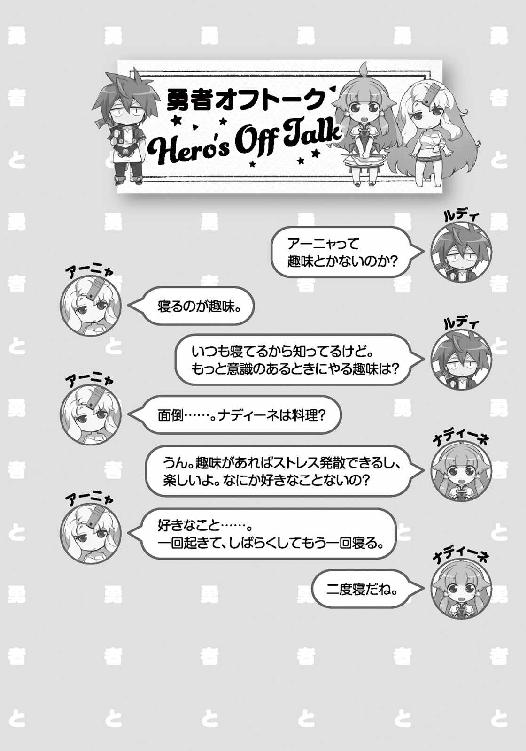 勇者オフトーク
Hero's Off Talk
ルディ
アーニャって
趣味とかないのか?
アーニャ
寝るのが趣味。
ルディ
いつも寝てるから知ってるけど。
もっと意識のあるときにやる趣味は?
アーニャ
面倒……。ナディーネは料理?
ナディーネ
うん。趣味があればストレス発散できるし、
楽しいよ。なにか好きなことないの?
アーニャ
好きなこと……。
一回起きて、しばらくしてもう一回寝る。
ナディーネ
二度寝だね。